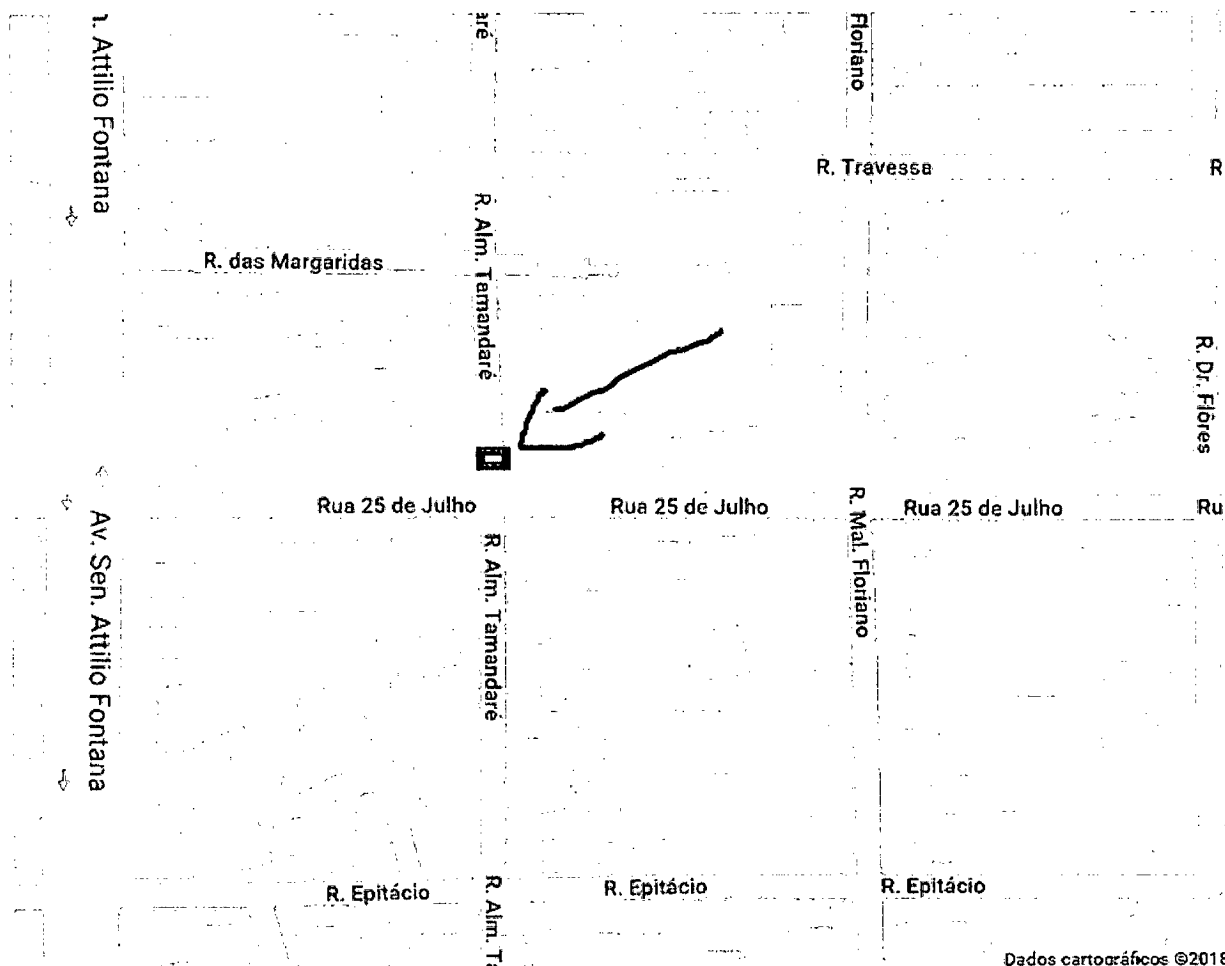 n. Attilio Fontana
aré
Floriano
R. Travessa
R
R. Alm. Tamandaré
R. das Margaridas
R. Dr. Flôres
Rua 25 de Julho
Rua 25 de Julho
Rua 25 de Julho
Ru
Av. Sen. Attilio Fontana
R. Alm. Tamandaré
R. Mal. Floriano
R. Epitácio
R. Epitácio
R. Epitácio
R. Alm. Ta
Dados cartográficos ©2018